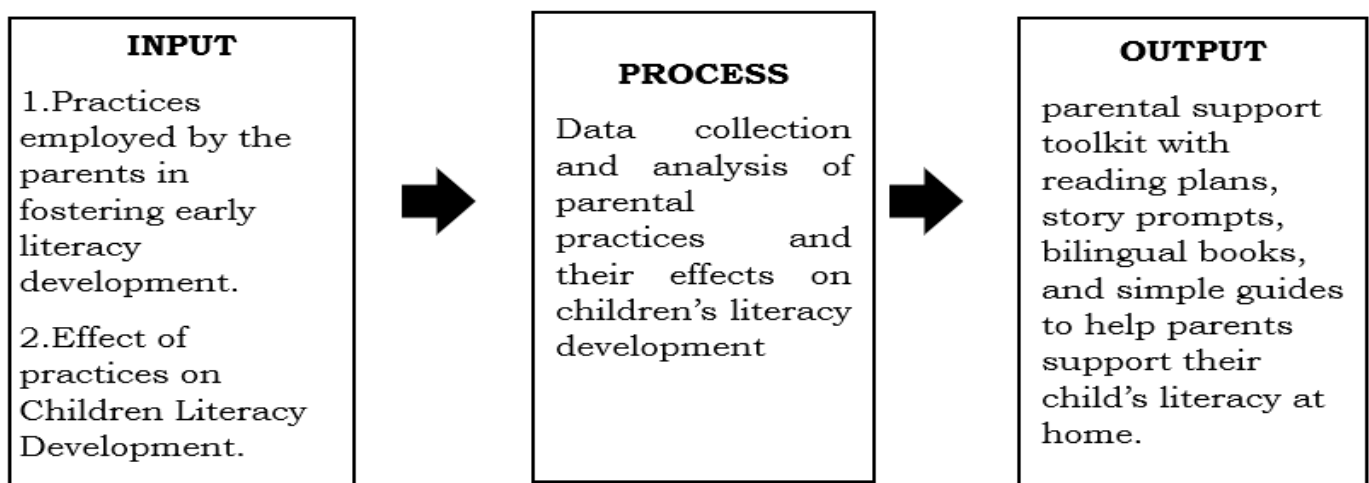 INPUT
1.Practices
employed by the
parents in
fostering early
literacy
development.
2.Effect of
practices on
Children Literacy
Development.
PROCESS
Data collection
and analysis of
parental
practices and
their effects on
children's literacy
development
OUTPUT
parental support
toolkit with
reading plans,
story prompts,
bilingual books,
and simple guides
to help parents
support their
child's literacy at
home.